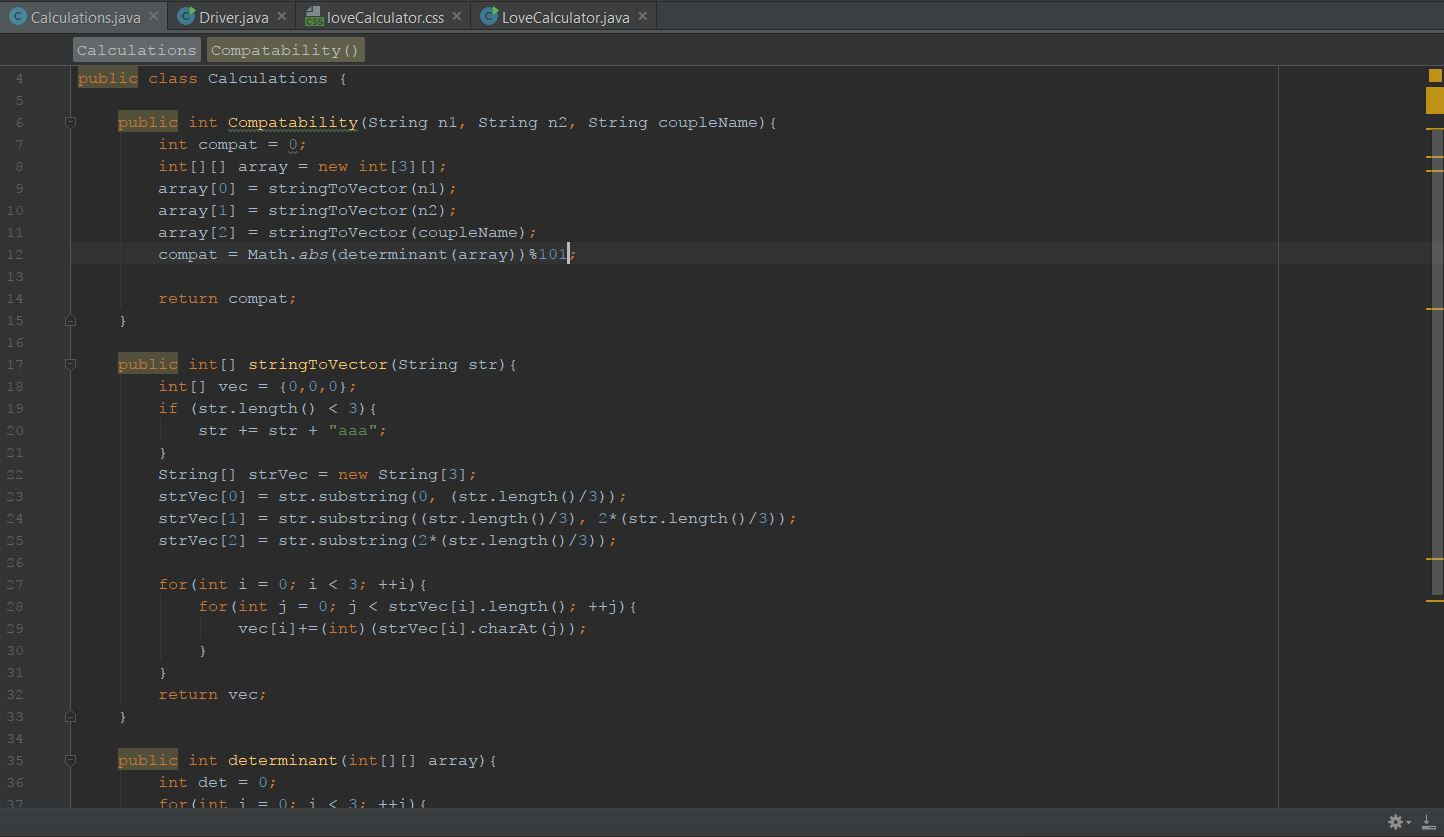 Calculations.java × Driver.java × loveCalculator.css × LoveCalculator.java ×
Calculations Compatability()
4 public class Calculations {
5
6 public int Compatability(String n1, String n2, String coupleName){
7 int compat = 0;
8 int[][] array = new int[3][];
9 array[0] = stringToVector(n1);
10 array[1] = stringToVector(n2);
11 array[2] = stringToVector(coupleName);
12 compat = Math.abs(determinant(array))%101;
13
14 return compat;
15 }
16
17 public int[] stringToVector(String str){
18 int[] vec = {0,0,0};
19 if (str.length() < 3){
20 str += str + "aaa";
21 }
22 String[] strVec = new String[3];
23 strVec[0] = str.substring(0, (str.length()/3));
24 strVec[1] = str.substring((str.length()/3), 2*(str.length()/3));
25 strVec[2] = str.substring(2*(str.length()/3));
26
27 for(int i = 0; i < 3; ++i){
28 for(int j = 0; j < strVec[i].length(); ++j){
29 vec[i]+=(int)(strVec[i].charAt(j));
30 }
31 }
32 return vec;
33 }
34
35 public int determinant(int[][] array){
36 int det = 0;
37 for(int i = 0; i < 3; ++i){